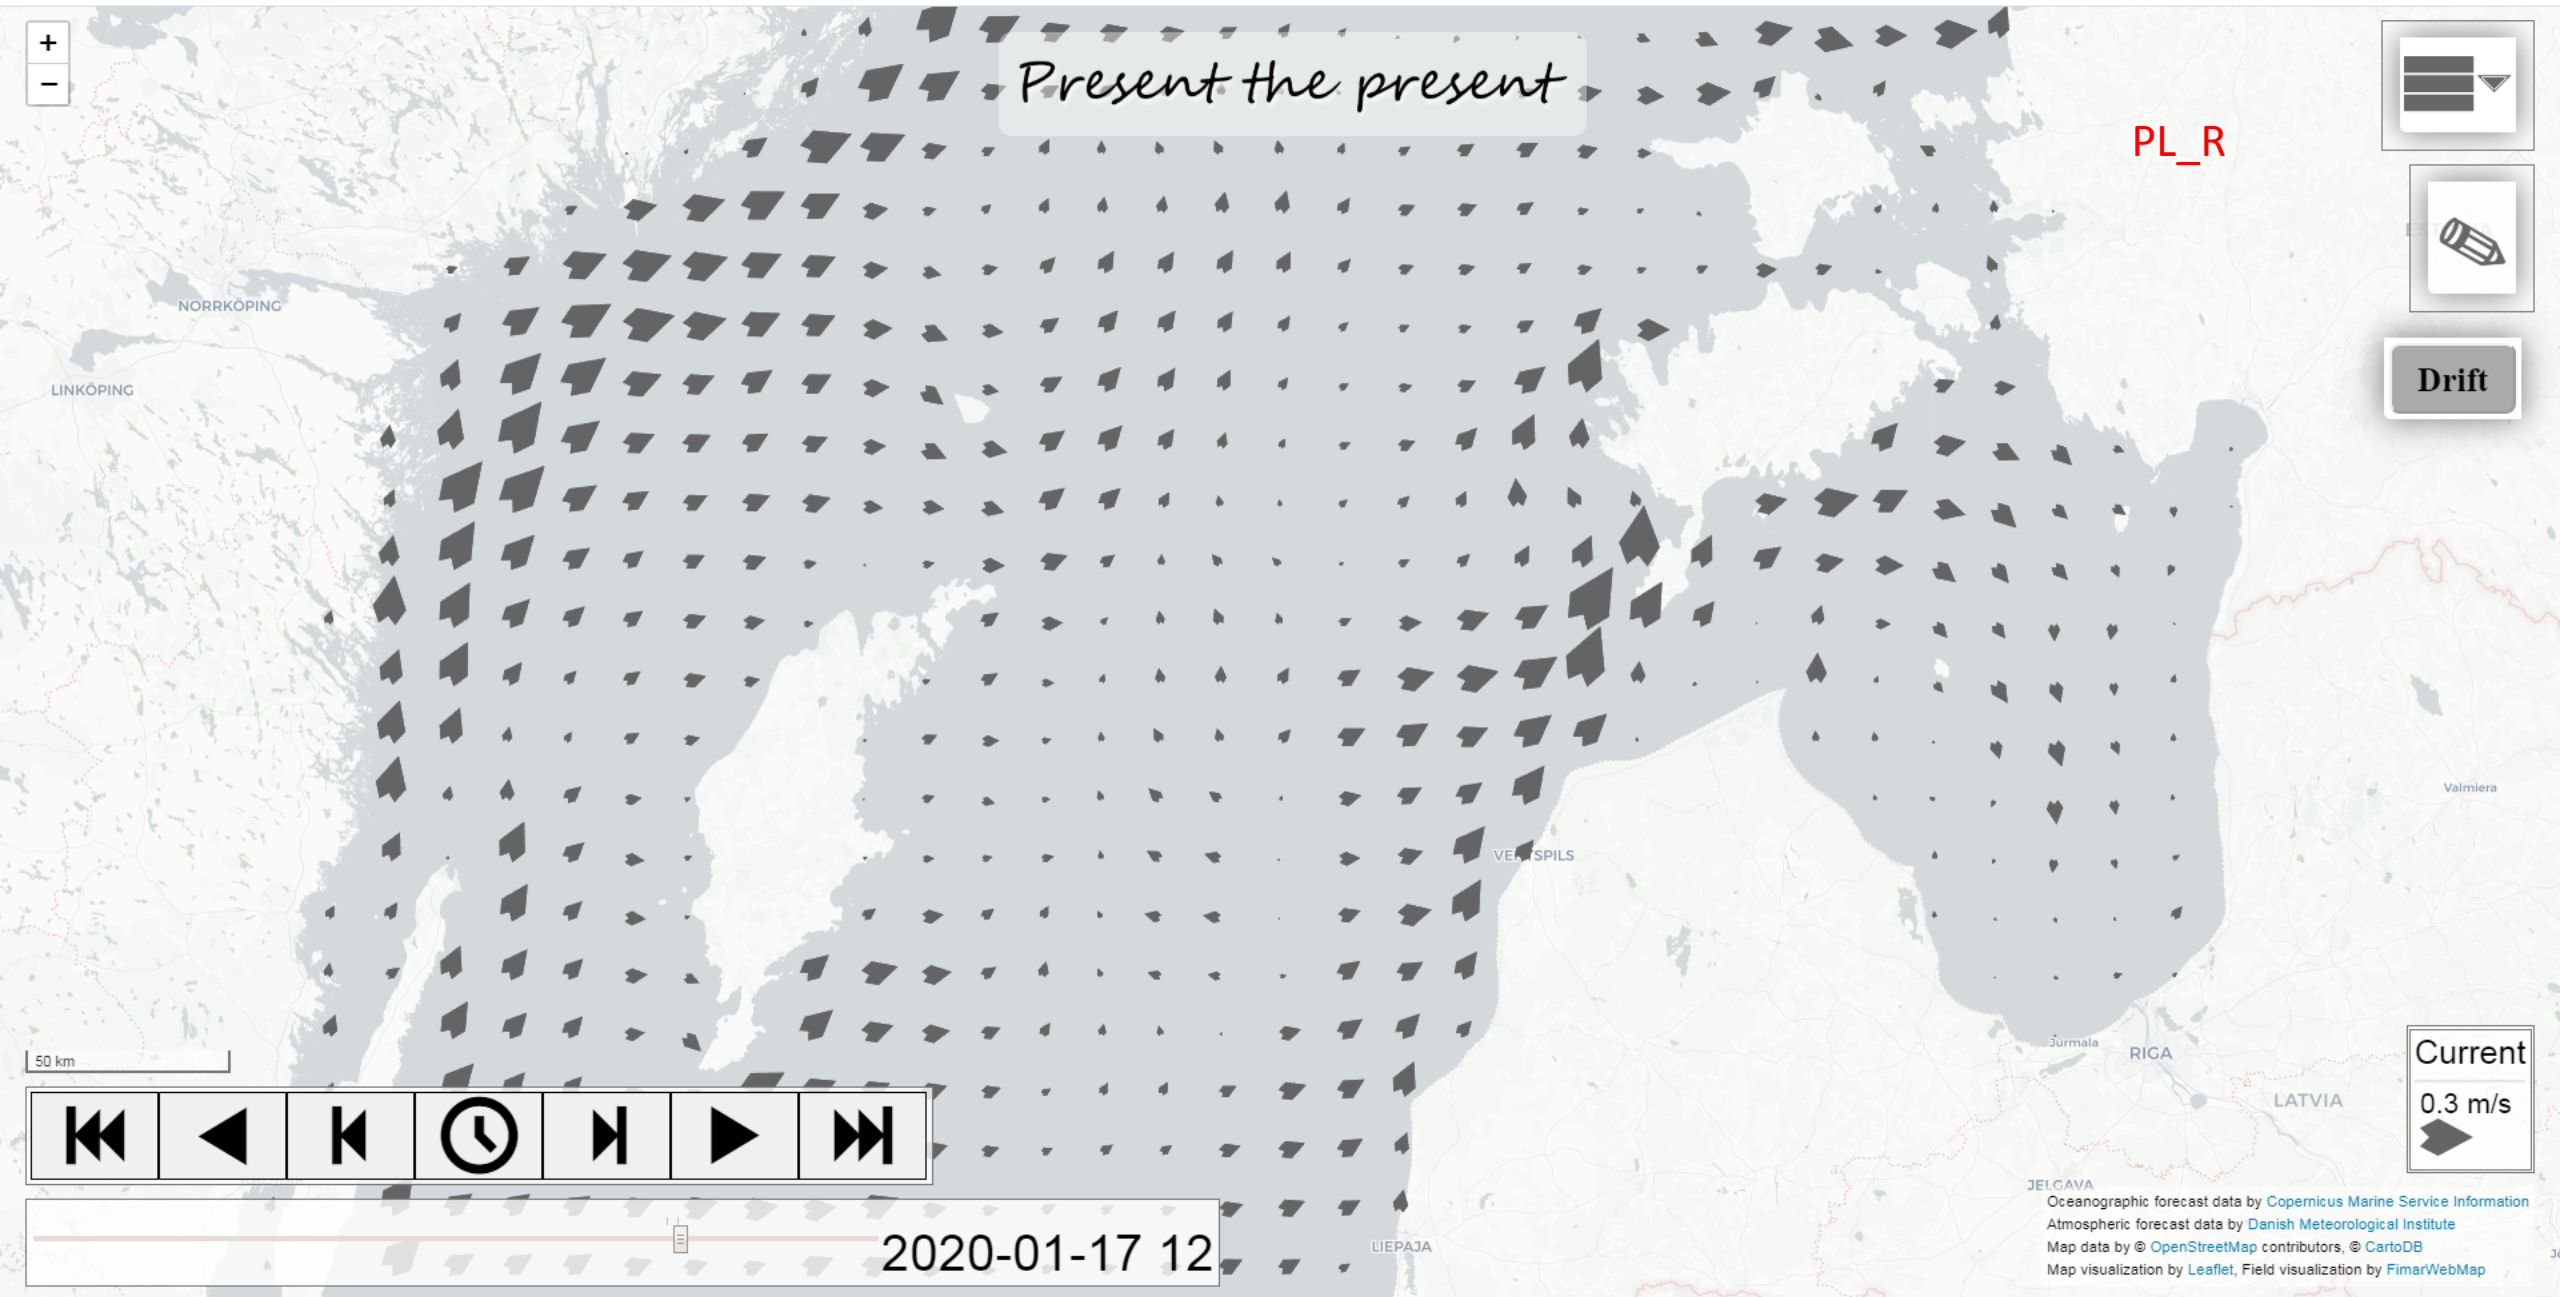 +
Present the present
PL_R
−
NORRKÖPING
LINKÖPING
Drift
Valmiera
50 km
Jūrmala
RIGA
Current
0.3 m/s
LATVIA
JELGAVA
Oceanographic forecast data by Copernicus Marine Service Information
Atmospheric forecast data by Danish Meteorological Institute
Map data by © OpenStreetMap contributors, © CartoDB
Map visualization by Leaflet, Field visualization by FimarWebMap
2020-01-17 12
LIEPAJA